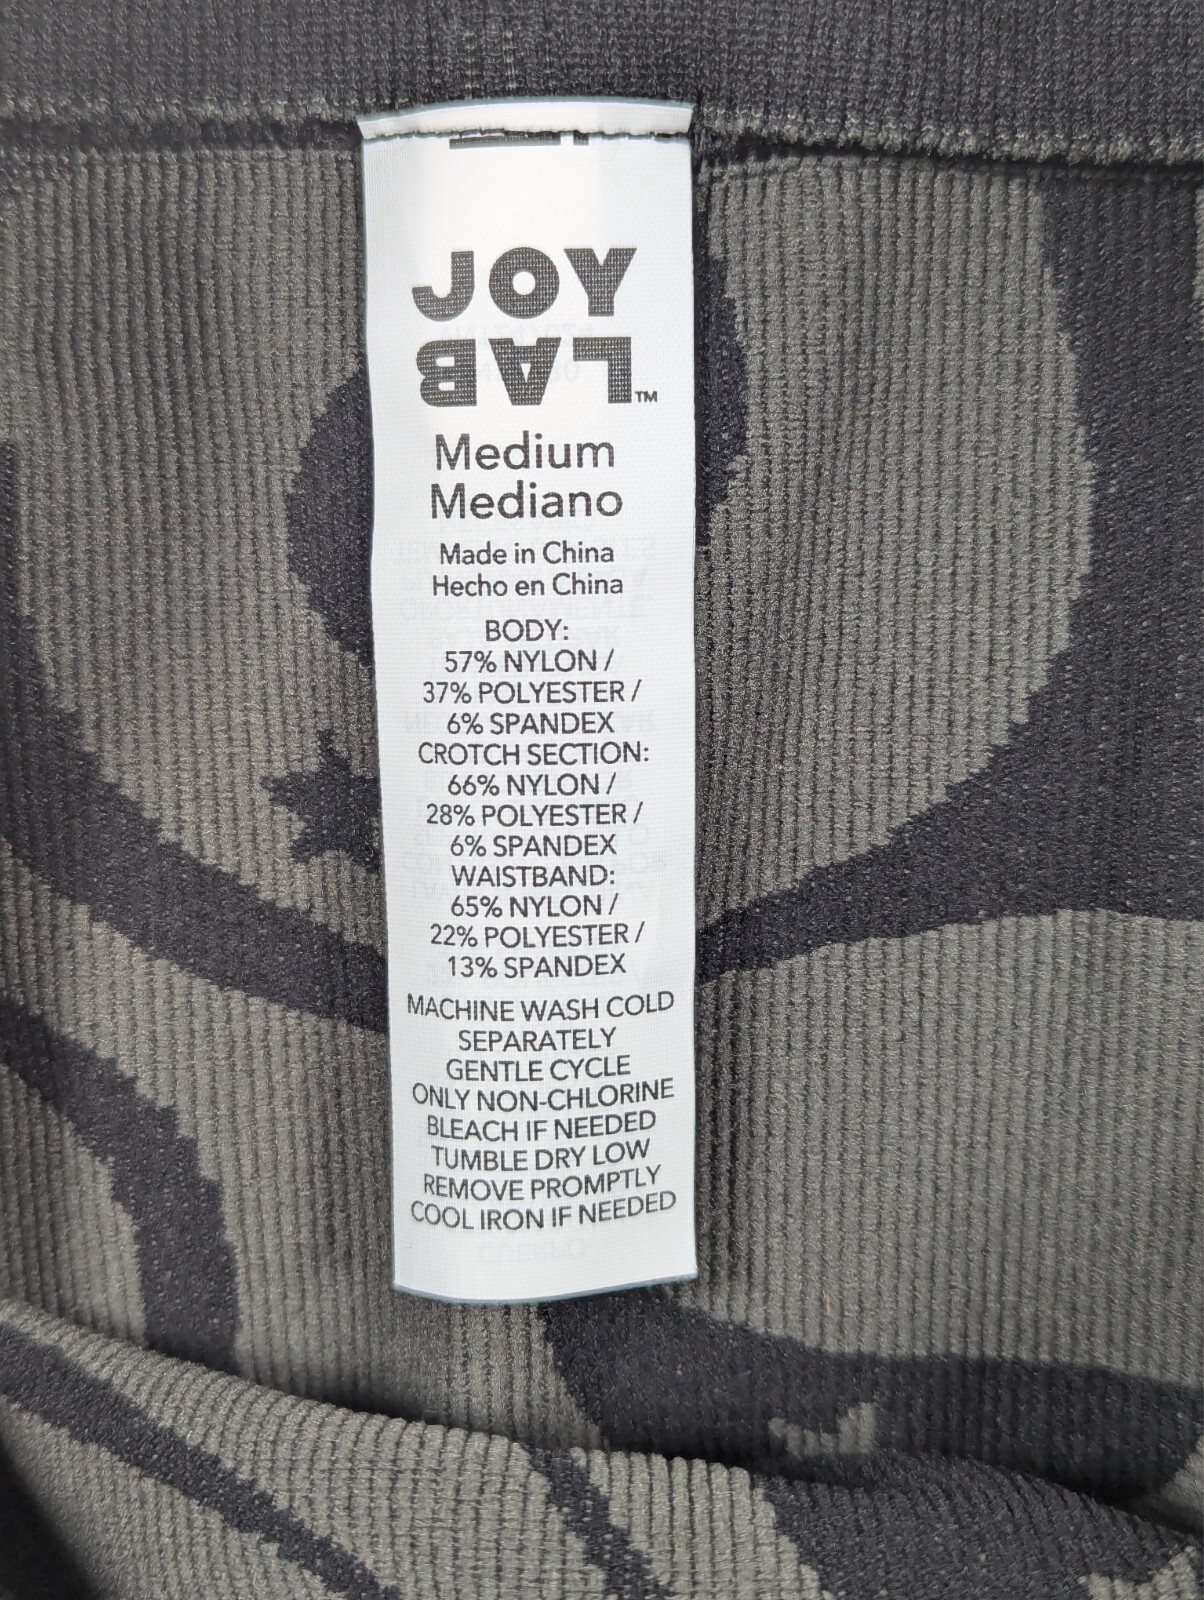 JOY
LAB™
Medium
Mediano
Made in China
Hecho en China
BODY:
57% NYLON /
37% POLYESTER /
6% SPANDEX
CROTCH SECTION:
66% NYLON /
28% POLYESTER /
6% SPANDEX
WAISTBAND:
65% NYLON /
22% POLYESTER /
13% SPANDEX
MACHINE WASH COLD
SEPARATELY
GENTLE CYCLE
ONLY NON-CHLORINE
BLEACH IF NEEDED
TUMBLE DRY LOW
REMOVE PROMPTLY
COOL IRON IF NEEDED
CUERPO